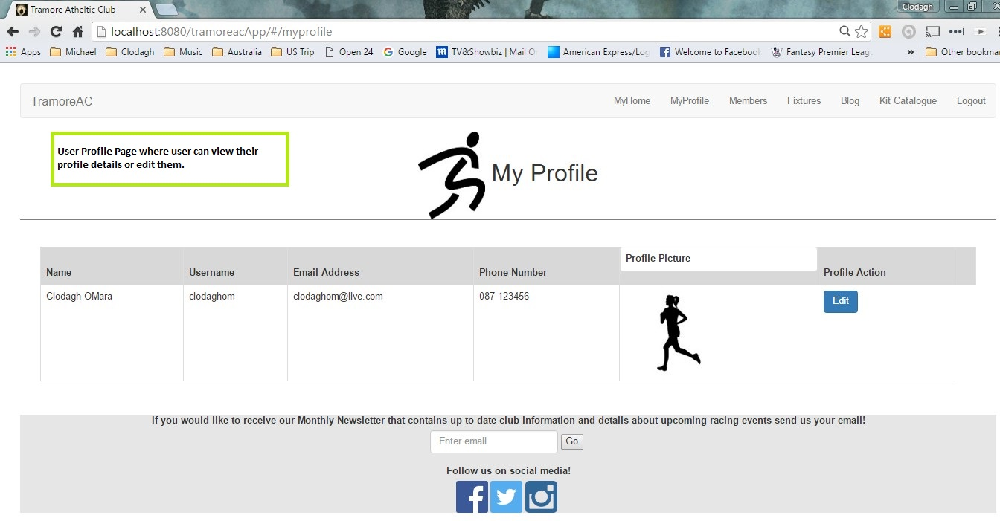 Tramore Atheltic Club
Clodagh
localhost:8080/tramoreacApp/#/myprofile
Apps Michael Clodagh Music Australia US Trip Open 24 Google TV&Showbiz | Mail O American Express/Log Welcome to Facebook Fantasy Premier Leagu » Other bookma
TramoreAC MyHome MyProfile Members Fixtures Blog Kit Catalogue Logout
User Profile Page where user can view their
profile details or edit them.
My Profile
Name Username Email Address Phone Number Profile Picture Profile Action
Clodagh OMara clodaghom clodaghom@live.com 087-123456 Edit
If you would like to receive our Monthly Newsletter that contains up to date club information and details about upcoming racing events send us your email!
Enter email Go
Follow us on social media!